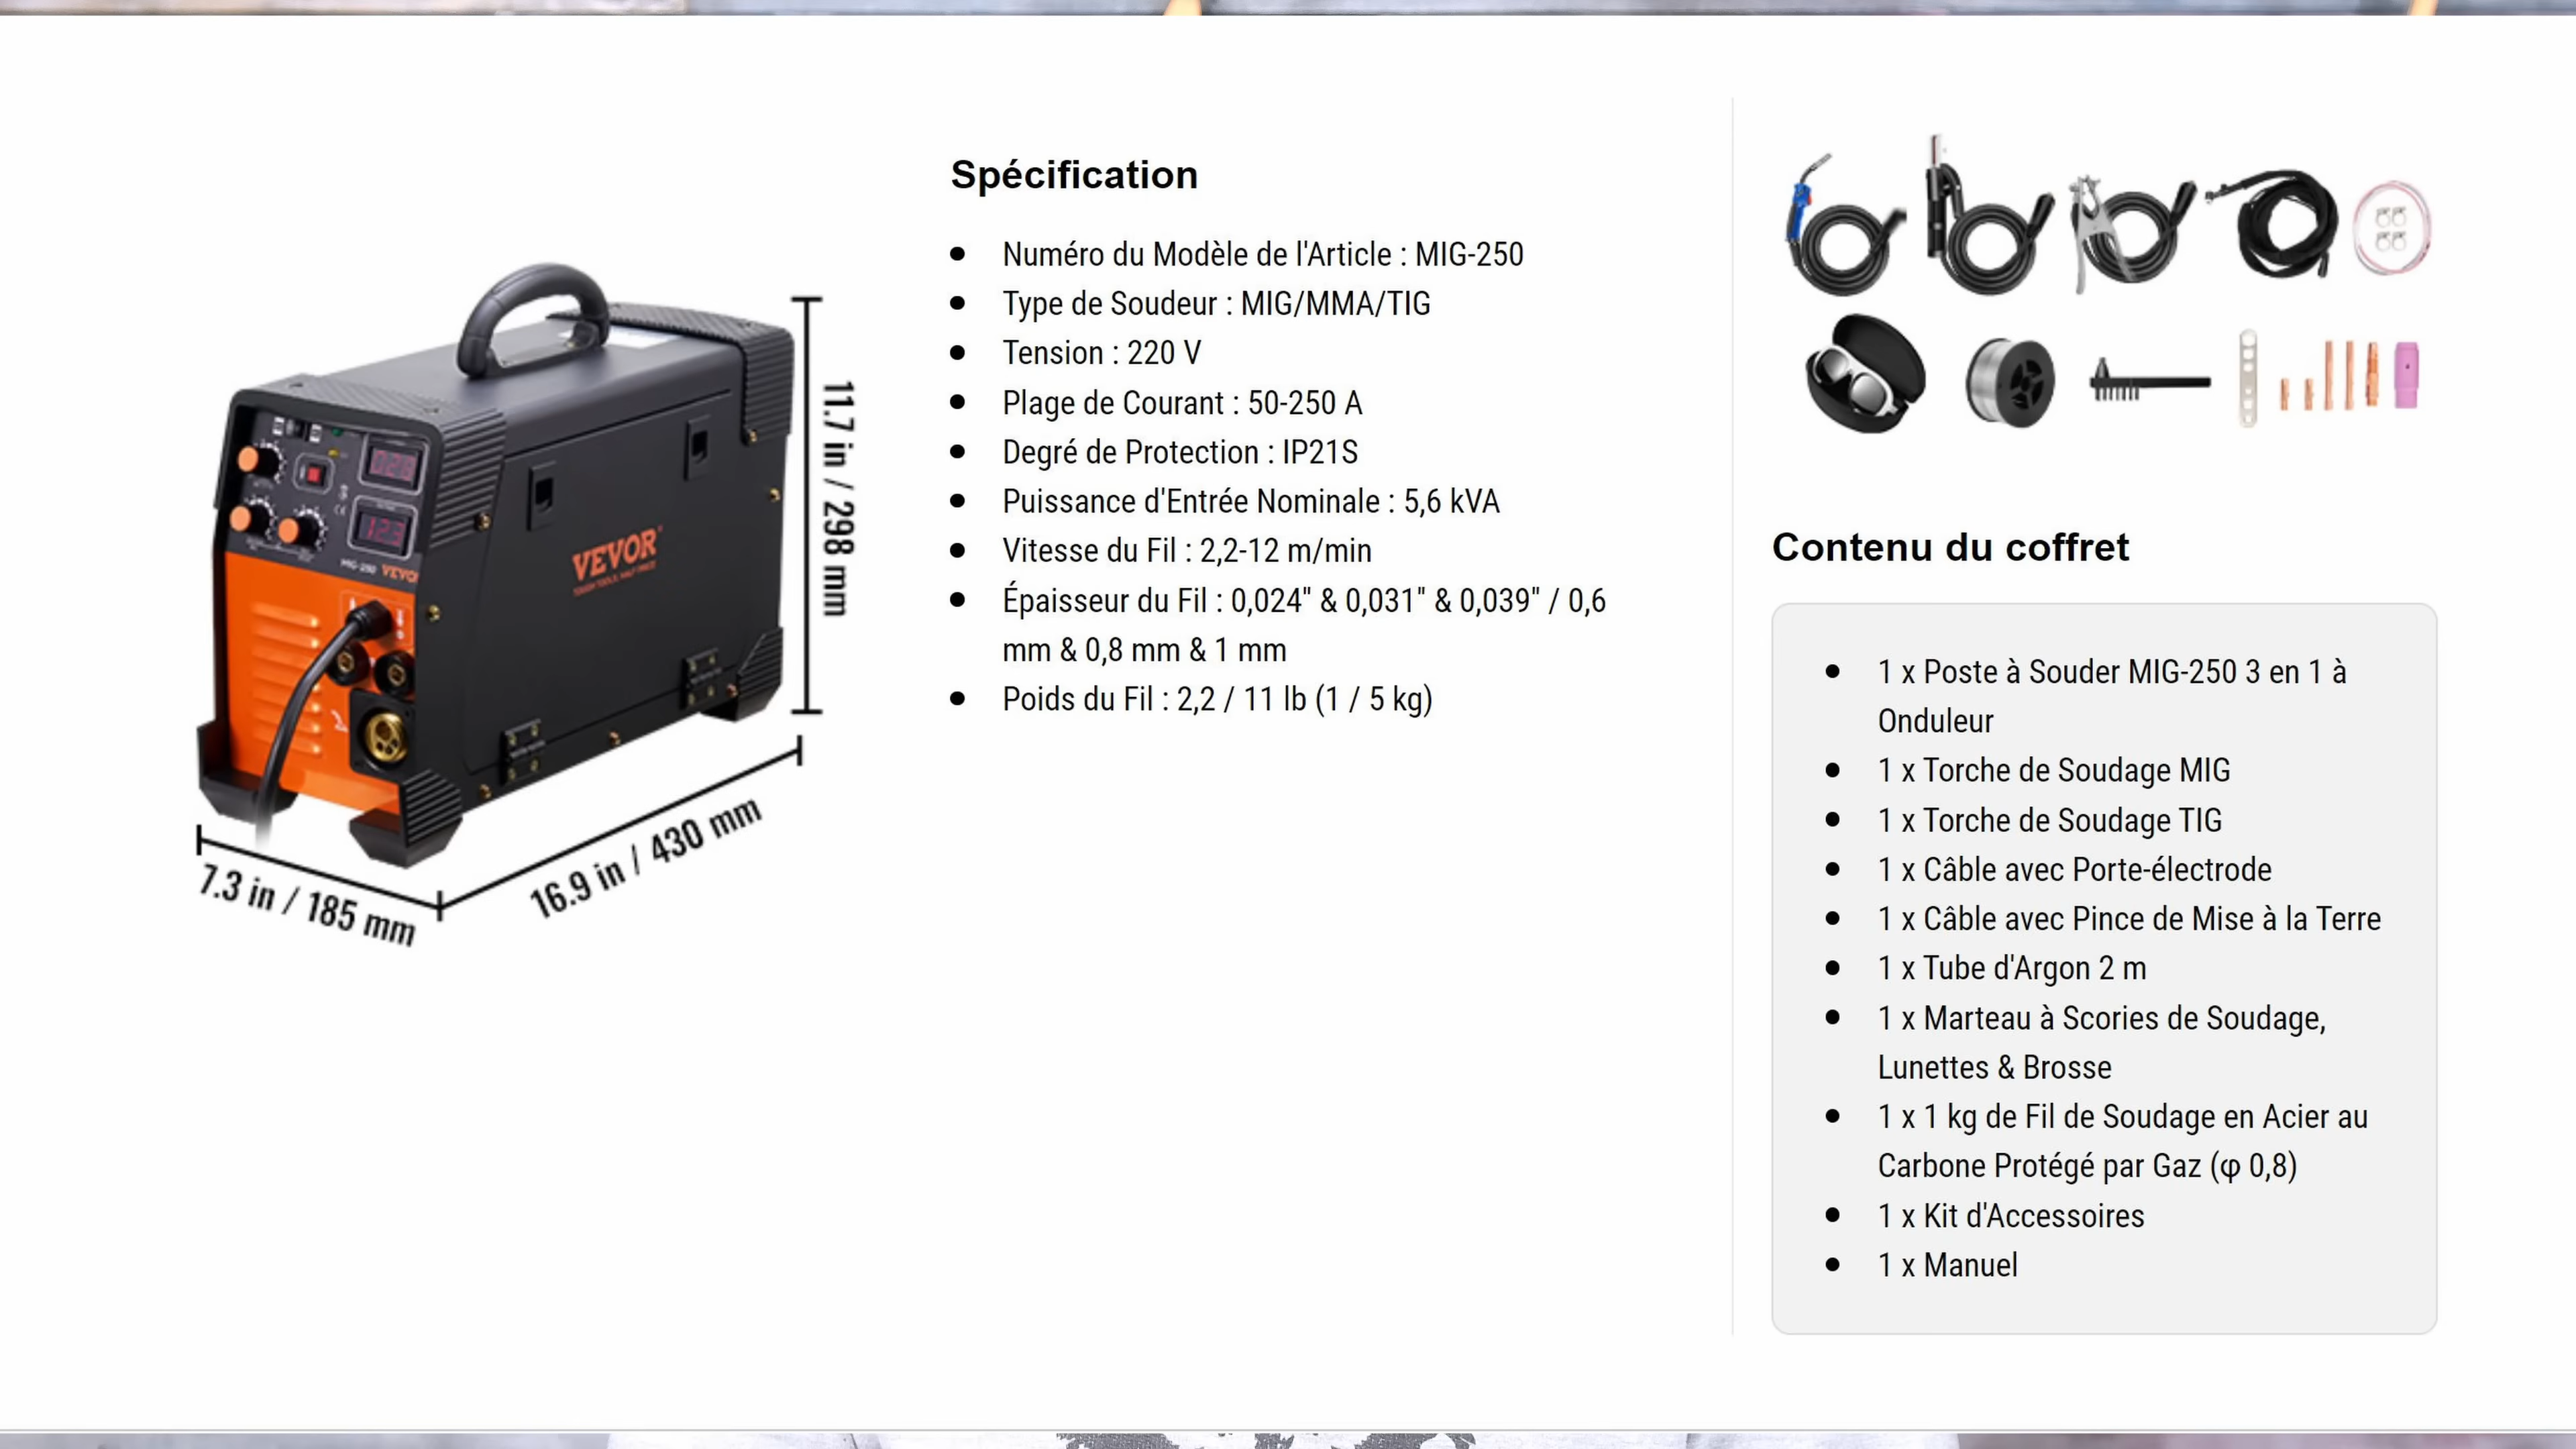 Spécification
Numéro du Modèle de l'Article : MIG-250
Type de Soudeur : MIG/MMA/TIG
Tension : 220 V
Plage de Courant : 50-250 A
Degré de Protection : IP21S
Puissance d'Entrée Nominale : 5,6 kVA
Vitesse du Fil : 2,2-12 m/min
Épaisseur du Fil : 0,024" & 0,031" & 0,039" / 0,6
mm & 0,8 mm & 1 mm
Poids du Fil : 2,2 / 11 lb (1 / 5 kg)
11.7 in / 298 mm
16.9 in / 430 mm
7.3 in / 185 mm
VEVOR
TOUGH TOOLS, HALF PRICE
MIG-250 VEVOR
Contenu du coffret
1 x Poste à Souder MIG-250 3 en 1 à
Onduleur
1 x Torche de Soudage MIG
1 x Torche de Soudage TIG
1 x Câble avec Porte-électrode
1 x Câble avec Pince de Mise à la Terre
1 x Tube d'Argon 2 m
1 x Marteau à Scories de Soudage,
Lunettes & Brosse
1 x 1 kg de Fil de Soudage en Acier au
Carbone Protégé par Gaz (φ 0,8)
1 x Kit d'Accessoires
1 x Manuel